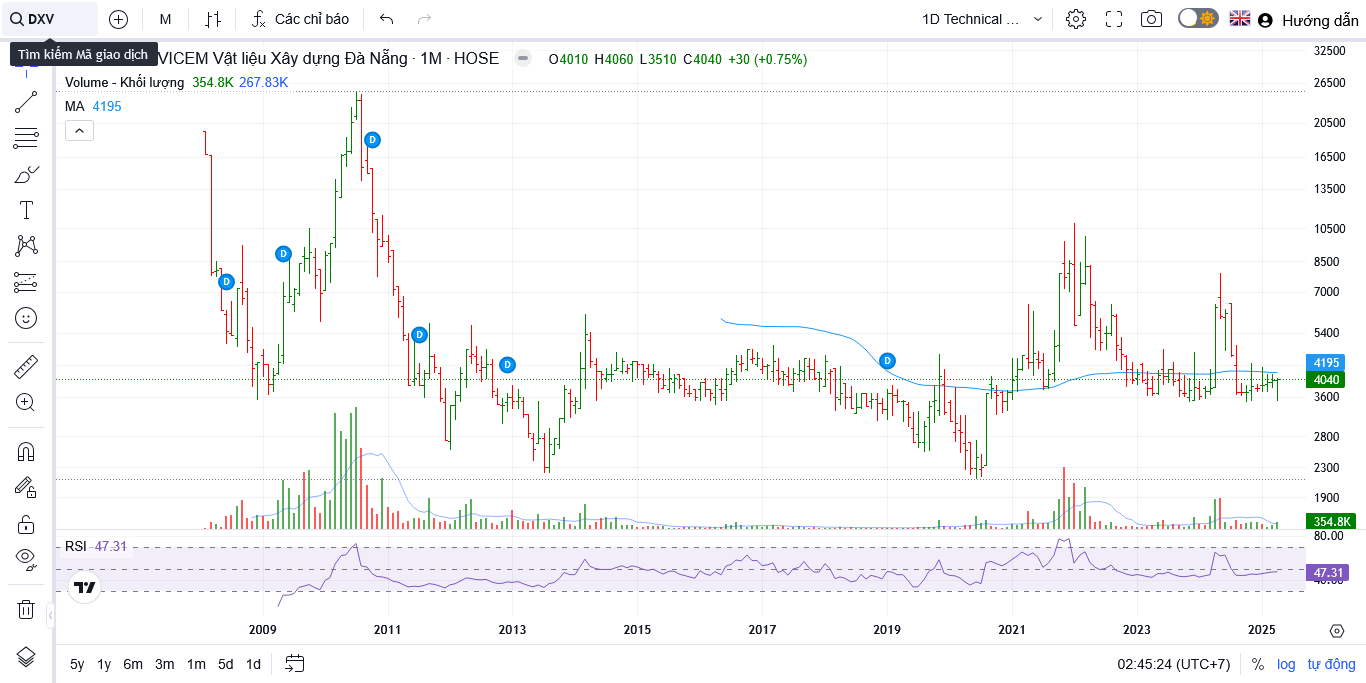 DXV
M
Các chỉ báo
1D Technical ...
Hướng dẫn
Tìm kiếm Mã giao dịch
VICEM Vật liệu Xây dựng Đà Nẵng · 1M · HOSE
O4010 H4060 L3510 C4040 +30 (+0.75%)
Volume - Khối lượng 354.8K 267.83K
MA 4195
32500
26500
20500
16500
13500
10500
8500
7000
5400
4195
4040
3600
2800
2300
1900
354.8K
D
D
D
D
D
D
RSI 47.31
80.00
47.31
40.00
2009 2011 2013 2015 2017 2019 2021 2023 2025
5y 1y 6m 3m 1m 5d 1d
02:45:24 (UTC+7)
% log tự động